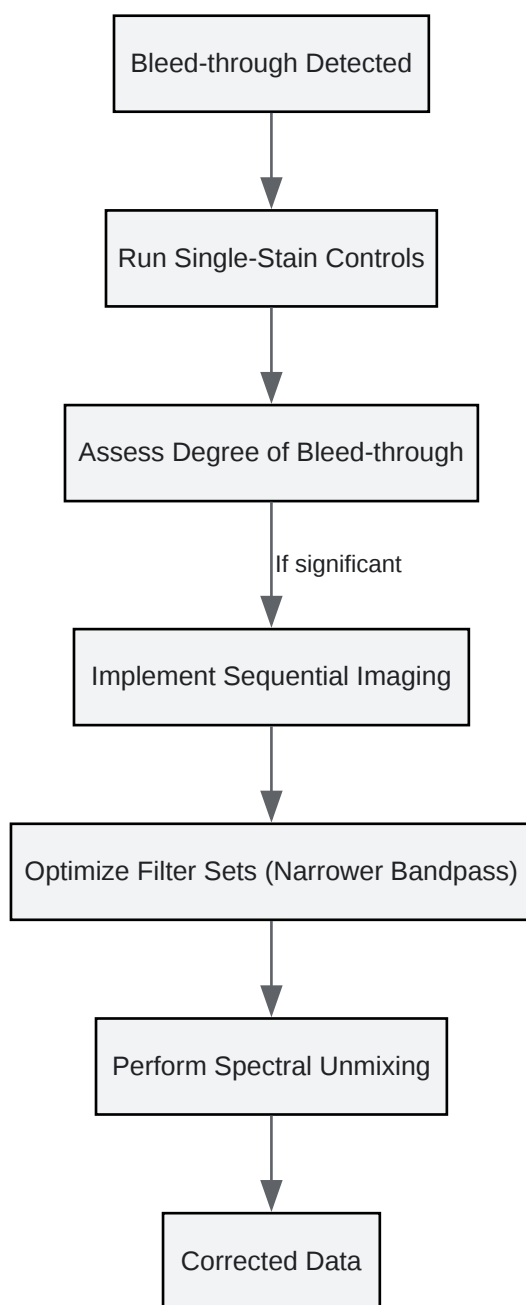 Bleed-through Detected
Run Single-Stain Controls
Assess Degree of Bleed-through
If significant
Implement Sequential Imaging
Optimize Filter Sets (Narrower Bandpass)
Perform Spectral Unmixing
Corrected Data